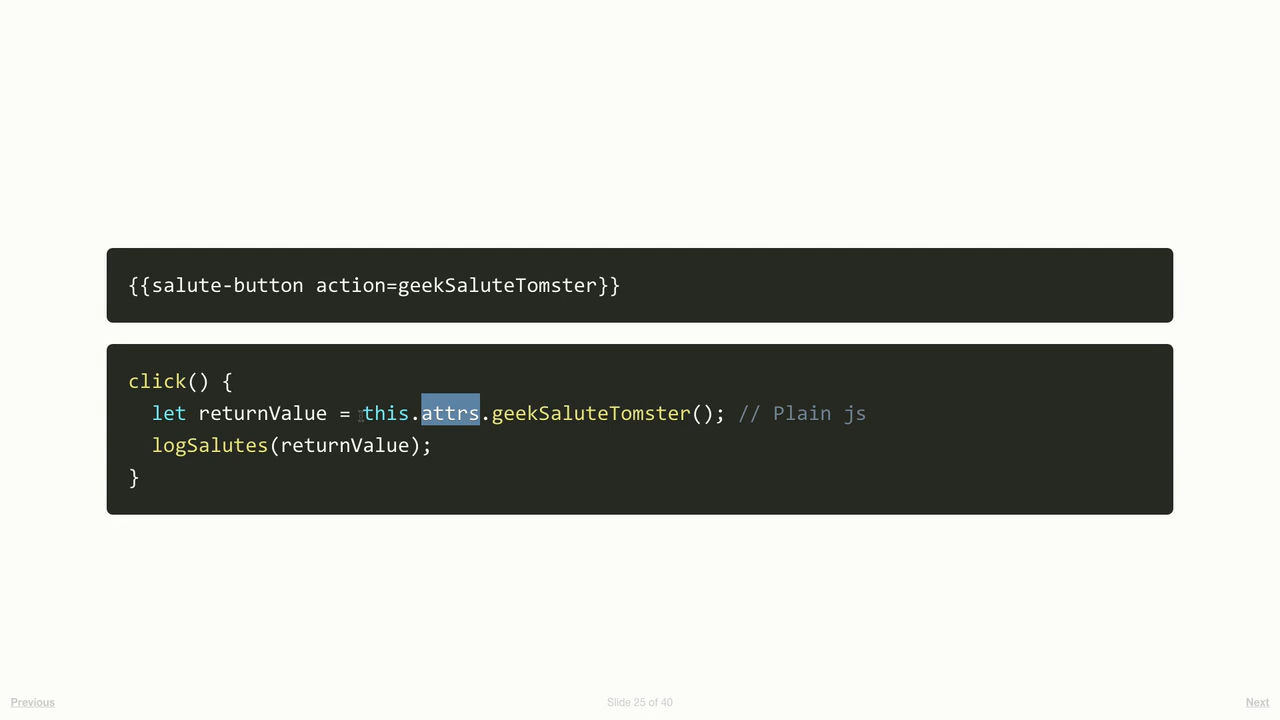 {{salute-button action=geekSaluteTomster}}
click() {
let returnValue = this.attrs.geekSaluteTomster(); // Plain js
logSalutes(returnValue);
}
Previous
Slide 25 of 40
Next